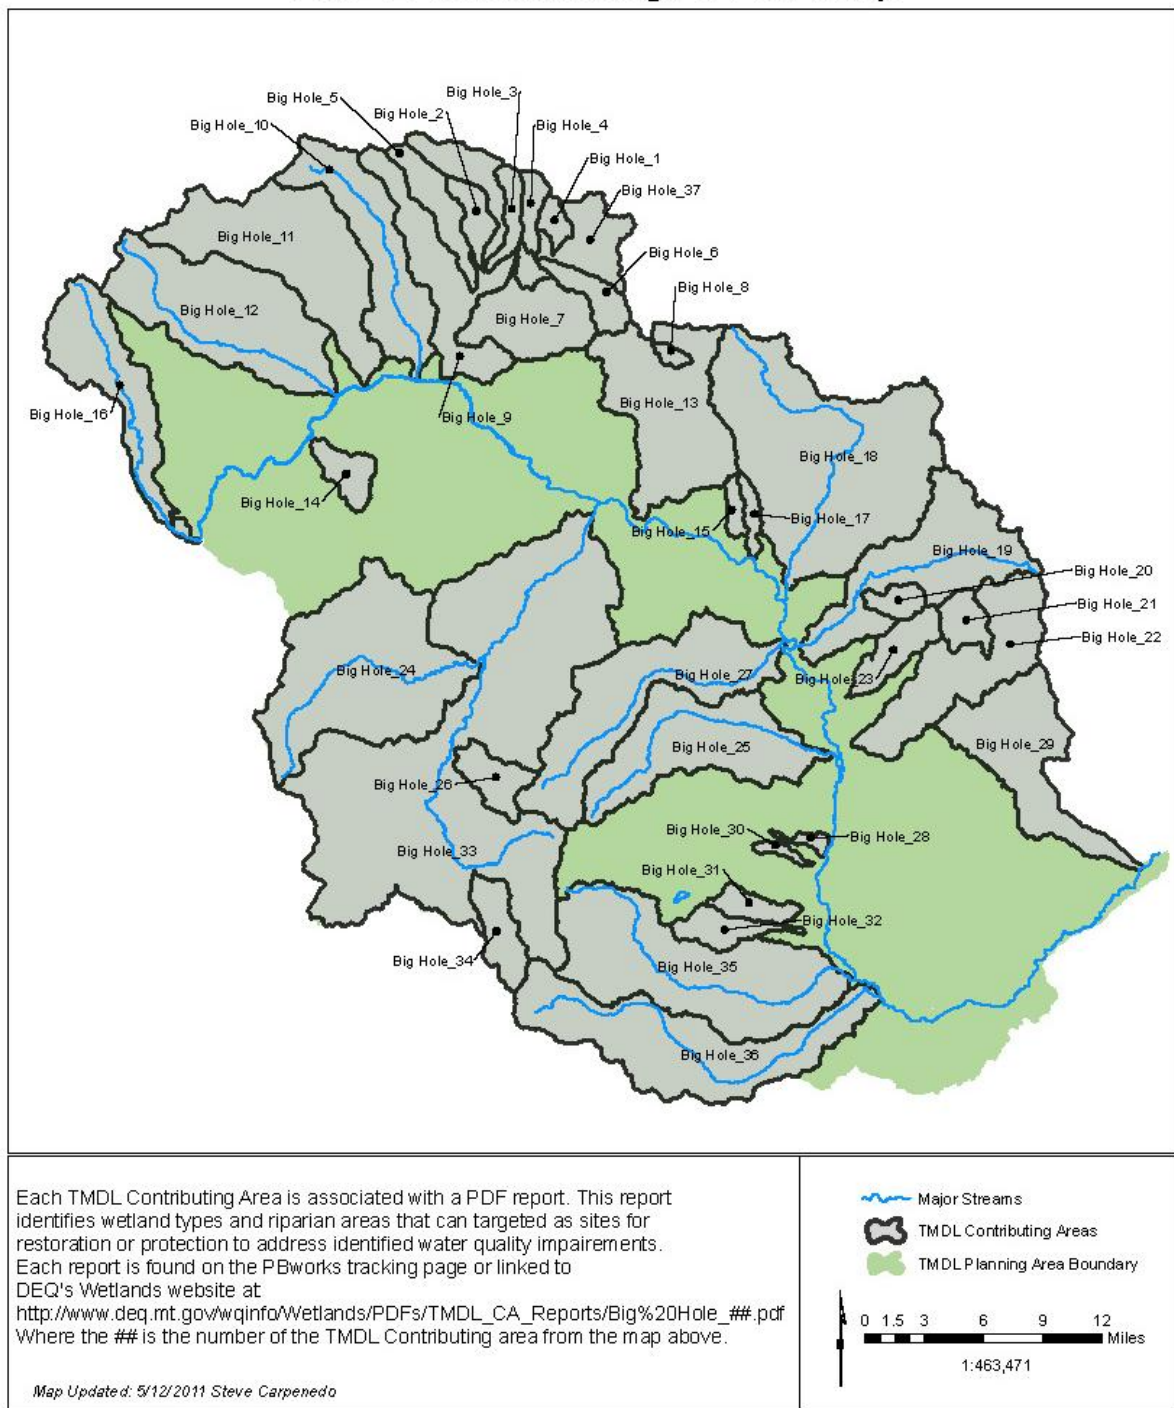 Big Hole_3
Big Hole_5
Big Hole_2
Big Hole_10
Big Hole_4
Big Hole_1
Big Hole_37
Big Hole_11
Big Hole_6
Big Hole_8
Big Hole_12
Big Hole_7
Big Hole_13
Big Hole_16
Big Hole_9
Big Hole_18
Big Hole_14
Big Hole_17
Big Hole_15
Big Hole_19
Big Hole_20
Big Hole_21
Big Hole_22
Big Hole_24
Big Hole_27
Big Hole_23
Big Hole_25
Big Hole_29
Big Hole_26
Big Hole_30
Big Hole_28
Big Hole_33
Big Hole_31
Big Hole_32
Big Hole_34
Big Hole_35
Big Hole_36
Each TMDL Contributing Area is associated with a PDF report. This report
identifies wetland types and riparian areas that can targeted as sites for
restoration or protection to address identified water quality impairements.
Each report is found on the PBworks tracking page or linked to
DEQ's Wetlands website at
http://www.deq.mt.gov/wqinfo/Wetlands/PDFs/TMDL_CA_Reports/Big%20Hole_##.pdf
Where the ## is the number of the TMDL Contributing area from the map above.
Map Updated: 5/12/2011 Steve Carpenedo
Major Streams
TMDL Contributing Areas
TMDL Planning Area Boundary
0 1.5 3 6 9 12
Miles
1:463,471